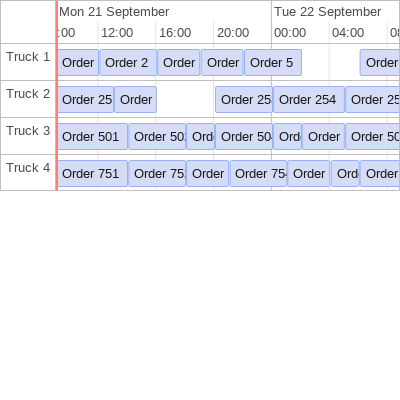 Mon 21 September Tue 22 September
:00 12:00 16:00 20:00 00:00 04:00 08
Truck 1 Order Order 2 Order Order Order 5 Order
Truck 2 Order 25 Order Order 25 Order 254 Order 25
Truck 3 Order 501 Order 50 Ord Order 50 Ord Order Order 50
Truck 4 Order 751 Order 75 Order Order 75 Order Ord Order